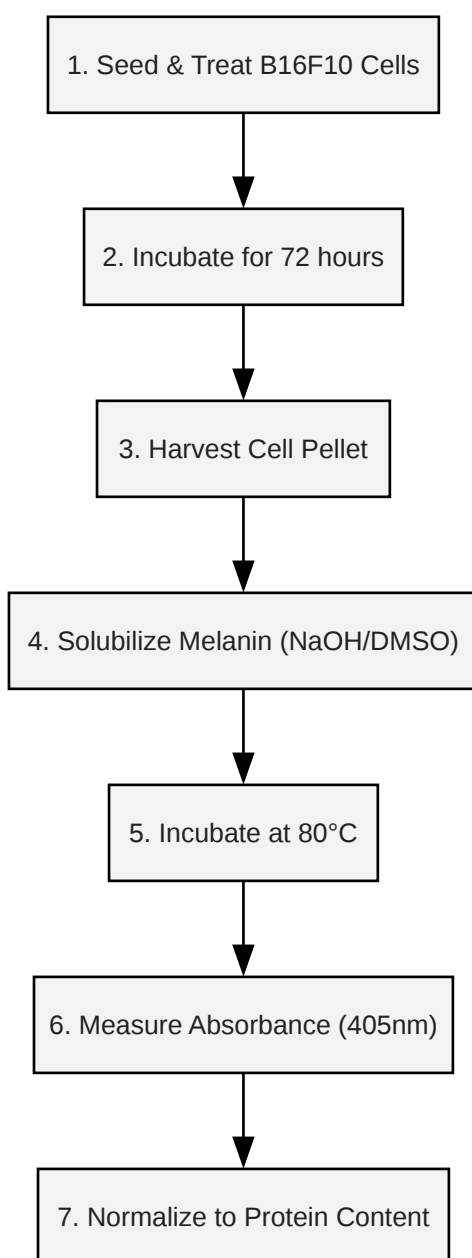 1. Seed & Treat B16F10 Cells
2. Incubate for 72 hours
3. Harvest Cell Pellet
4. Solubilize Melanin (NaOH/DMSO)
5. Incubate at 80°C
6. Measure Absorbance (405nm)
7. Normalize to Protein Content